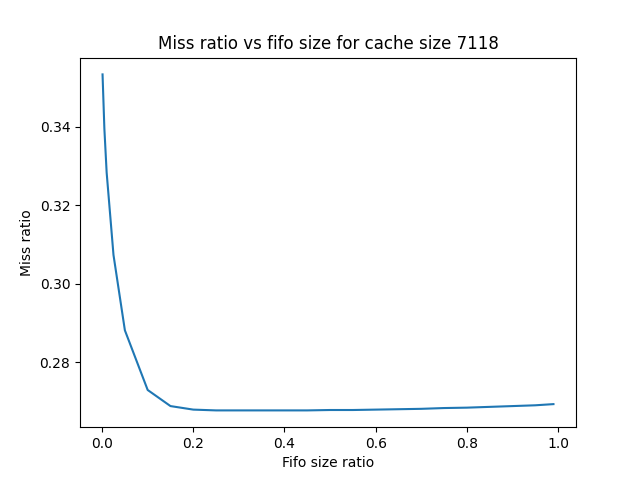 Miss ratio vs fifo size for cache size 7118
Miss ratio
0.34
0.32
0.30
0.28
0.0 0.2 0.4 0.6 0.8 1.0
Fifo size ratio